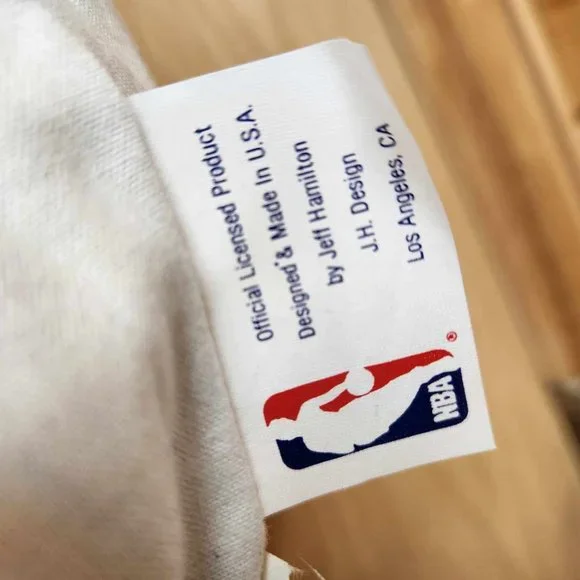 Official Licensed Product
Designed & Made In U.S.A.
by Jeff Hamilton
J.H. Design
Los Angeles, CA
NBA
®